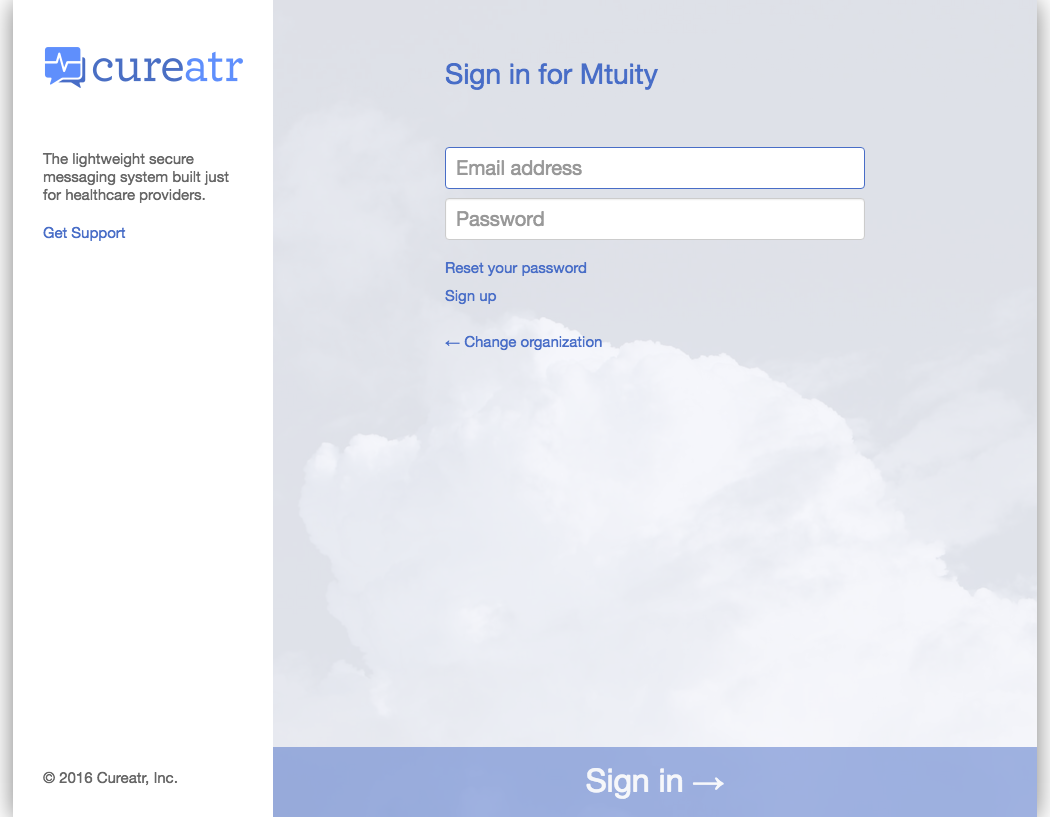 cureatr
The lightweight secure
messaging system built just
for healthcare providers.
Get Support
© 2016 Cureatr, Inc.
Sign in for Mtuity
Email address
Password
Reset your password
Sign up
← Change organization
Sign in →